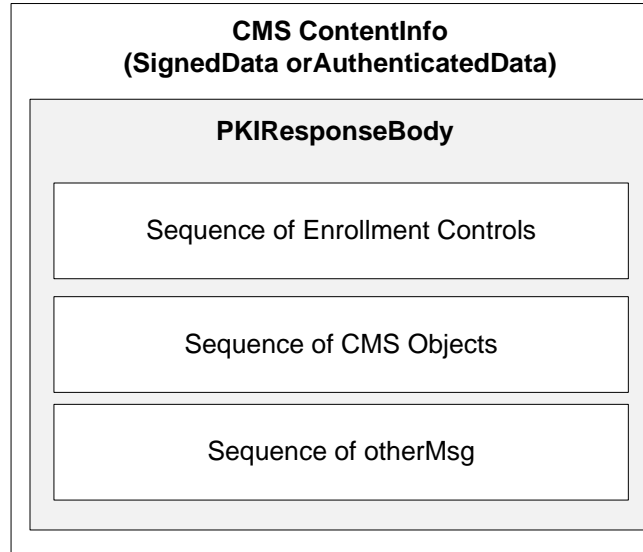 CMS ContentInfo
(SignedData orAuthenticatedData)
PKIResponseBody
Sequence of Enrollment Controls
Sequence of CMS Objects
Sequence of otherMsg